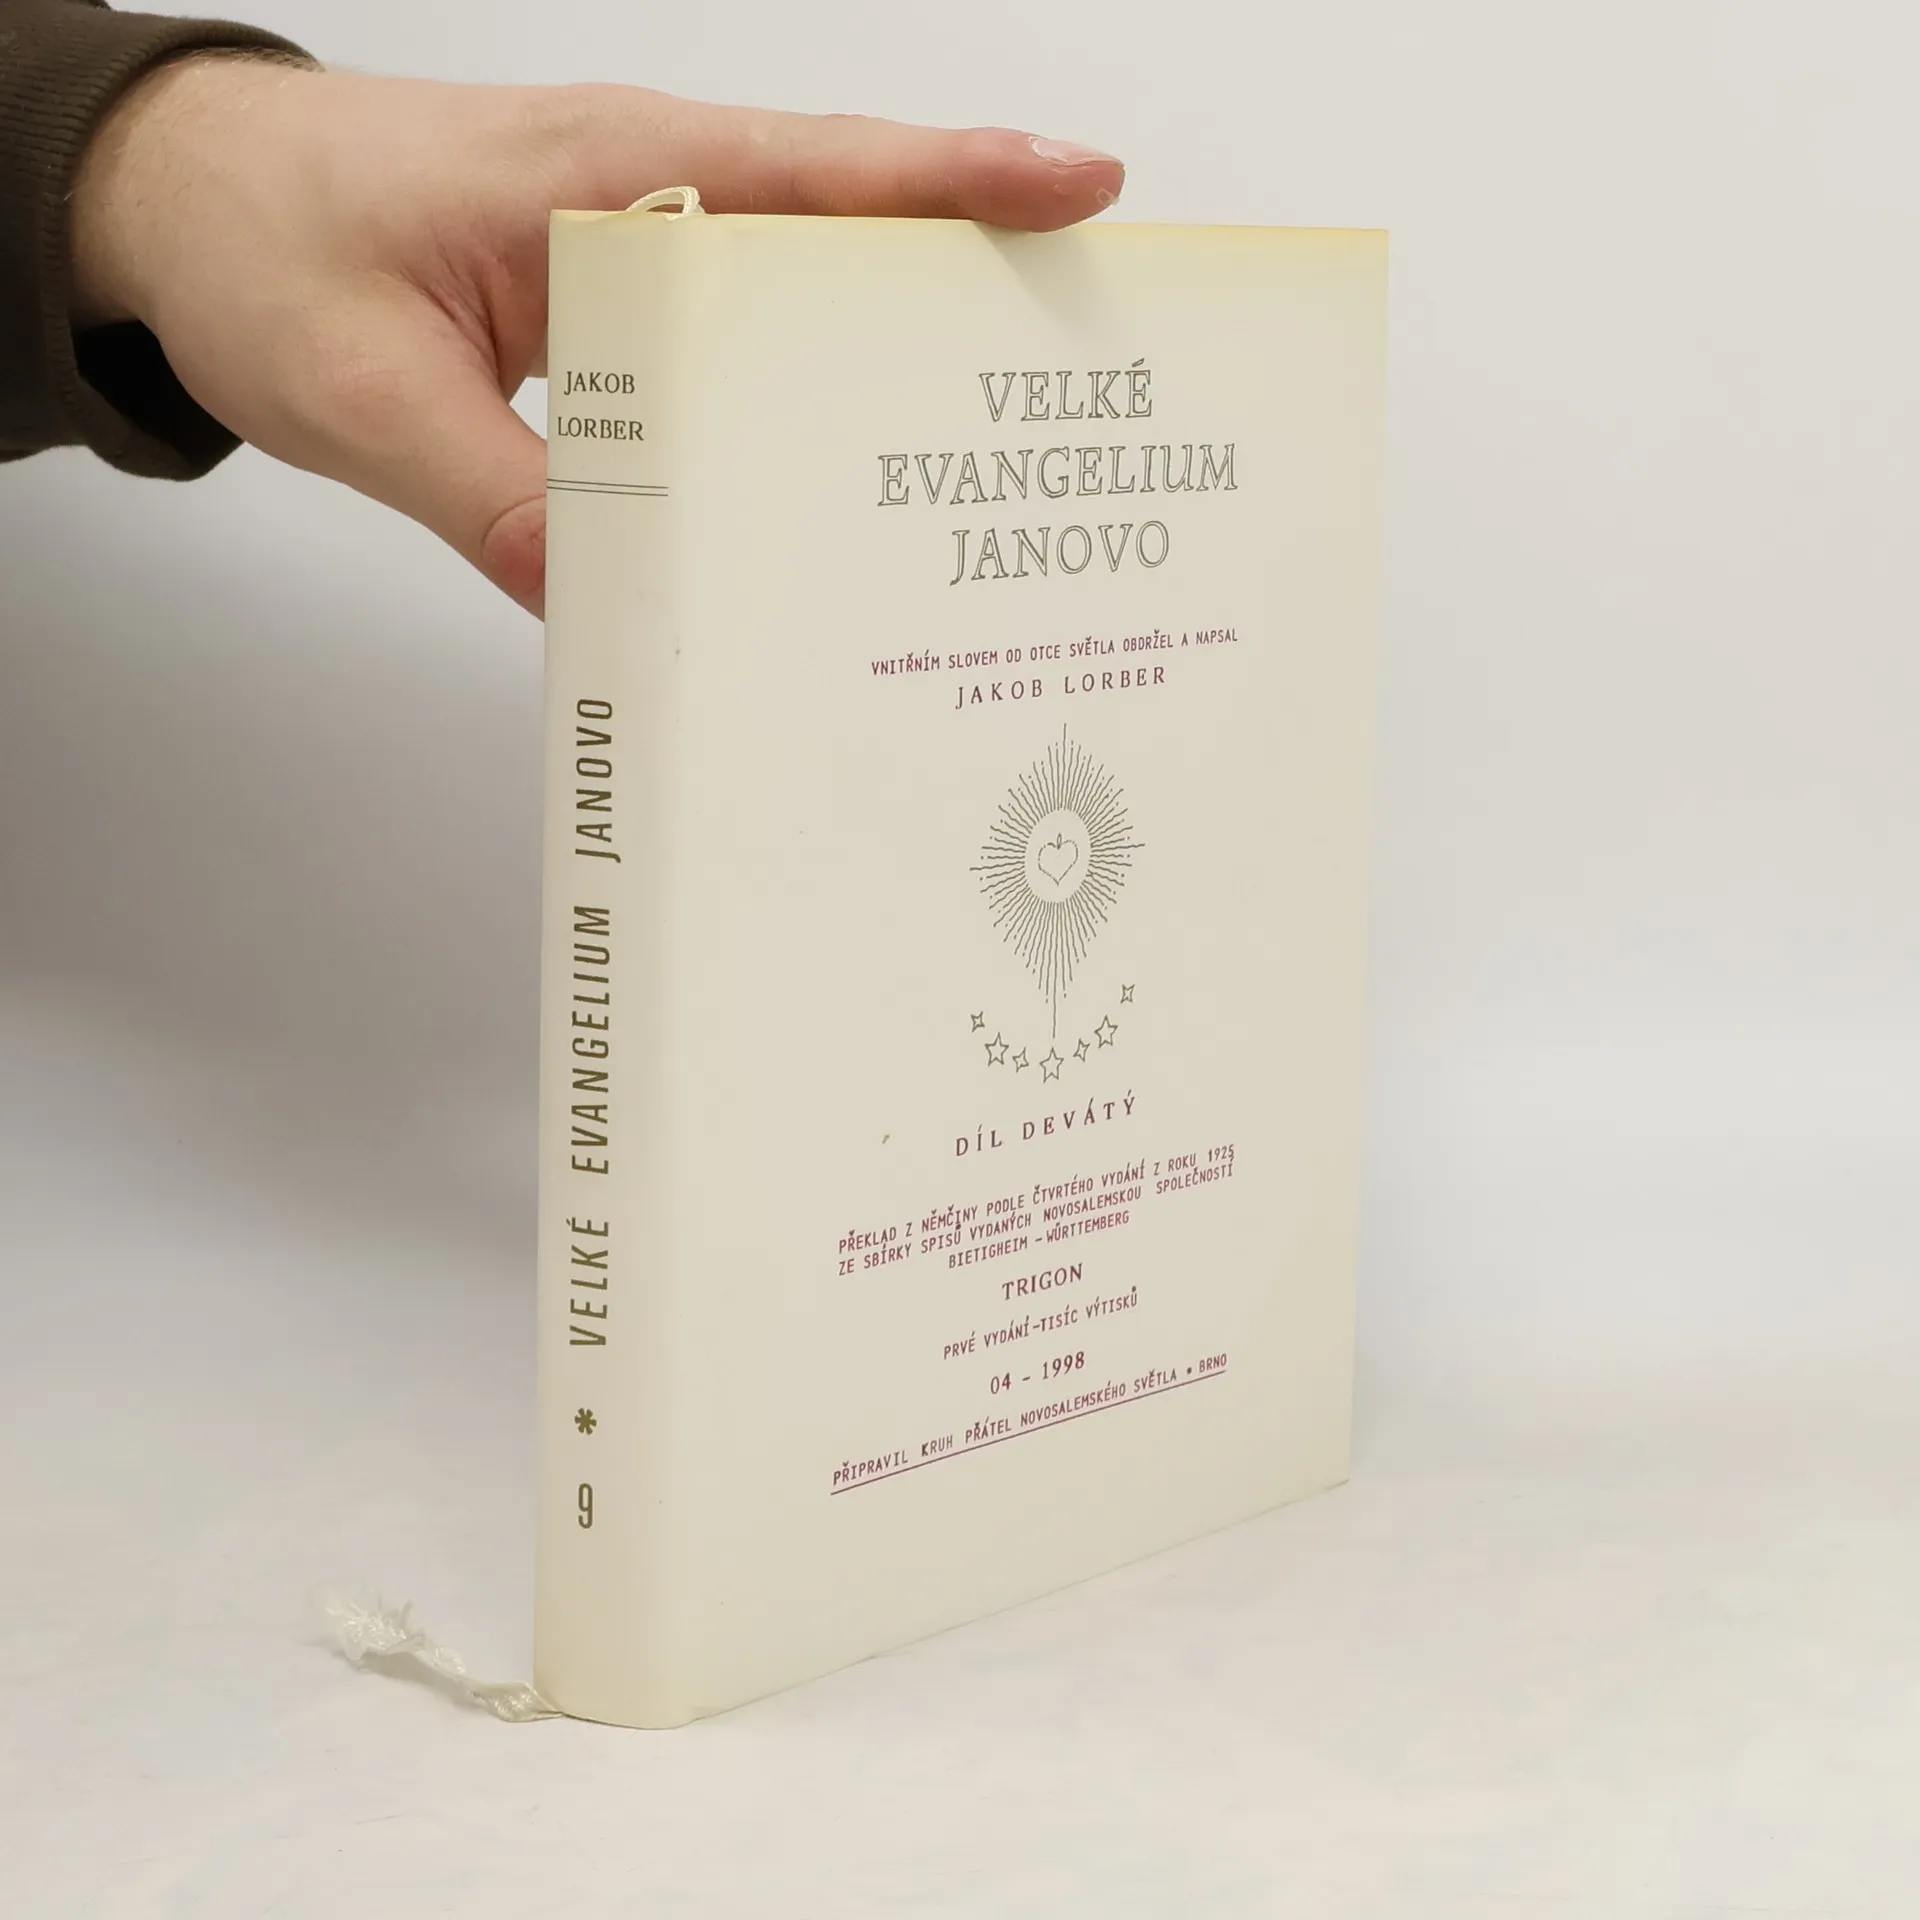 JAKOB
LORBER
VELKÉ EVANGELIUM JANOVO
*
9
VELKÉ
EVANGELIUM
JANOVO
VNITŘNÍM SLOVEM OD OTCE SVĚTLA OBDRŽEL A NAPSAL
JAKOB LORBER
DÍL DEVÁTÝ
PŘEKLAD Z NĚMČINY PODLE ČTVRTÉHO VYDÁNÍ Z ROKU 1925
ZE SBÍRKY SPISŮ VYDANÝCH NOVOSALEMSKOU SPOLEČNOSTÍ
BIETIGHEIM - WÜRTTEMBERG
TRIGON
PRVÉ VYDÁNÍ-TISÍC VÝTISKŮ
04 - 1998
PŘIPRAVIL KRUH PŘÁTEL NOVOSALEMSKÉHO SVĚTLA • BRNO